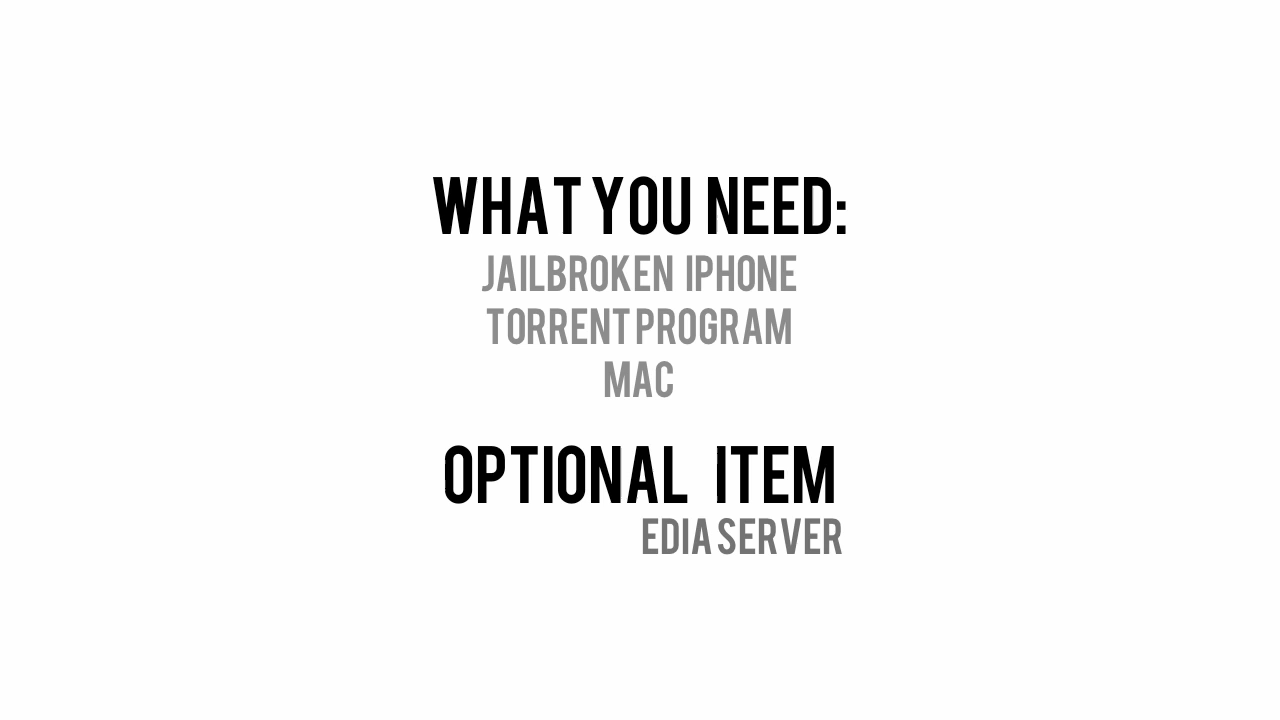 WHAT YOU NEED:
JAILBROKEN IPHONE
TORRENT PROGRAM
MAC
OPTIONAL ITEM
EDIA SERVER